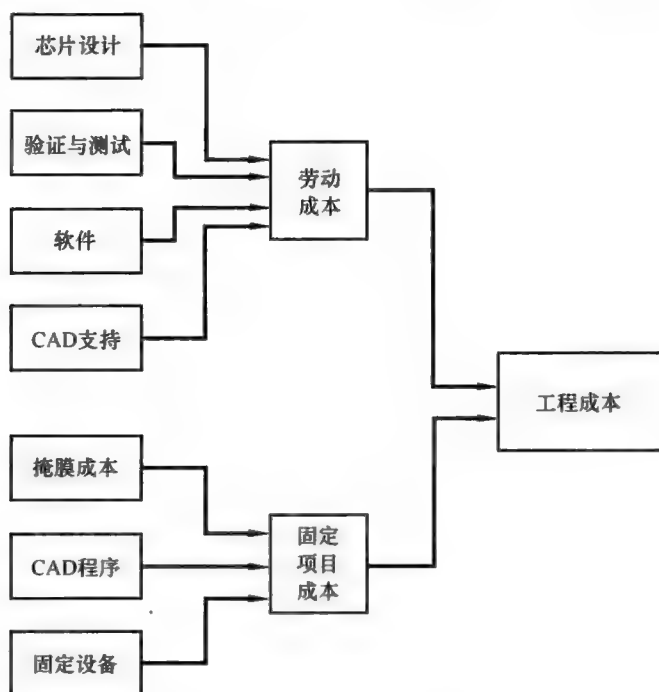 芯片设计
验证与测试
软件
CAD支持
劳动
成本
工程成本
掩膜成本
CAD程序
固定设备
固定
项目
成本